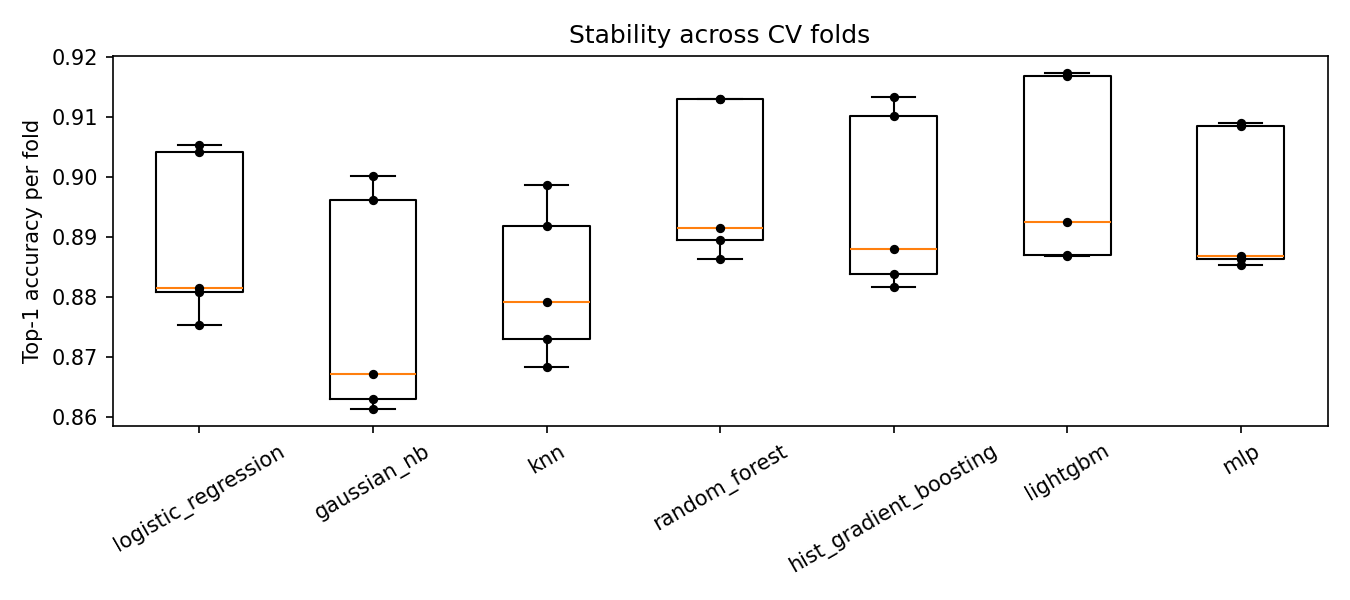 Stability across CV folds
Top-1 accuracy per fold
0.92
0.91
0.90
0.89
0.88
0.87
0.86
logistic_regression
gaussian_nb
knn
random_forest
hist_gradient_boosting
lightgbm
mlp